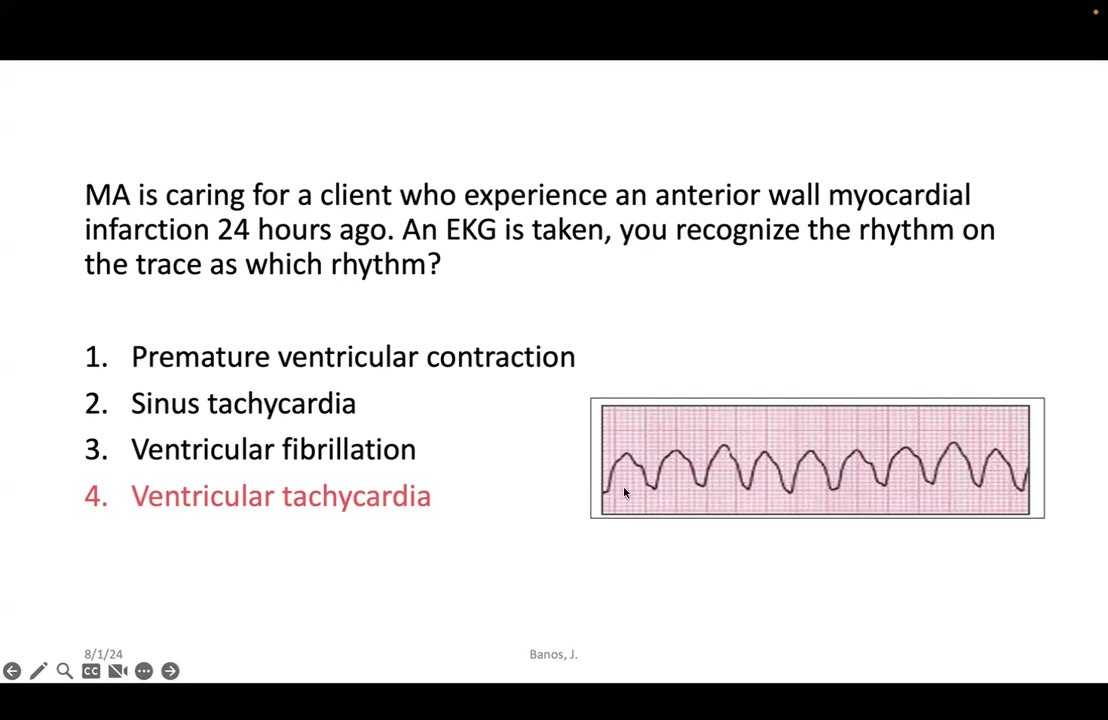 MA is caring for a client who experience an anterior wall myocardial
infarction 24 hours ago. An EKG is taken, you recognize the rhythm on
the trace as which rhythm?
1. Premature ventricular contraction
2. Sinus tachycardia
3. Ventricular fibrillation
4. Ventricular tachycardia
8/1/24
Banos, J.
CC